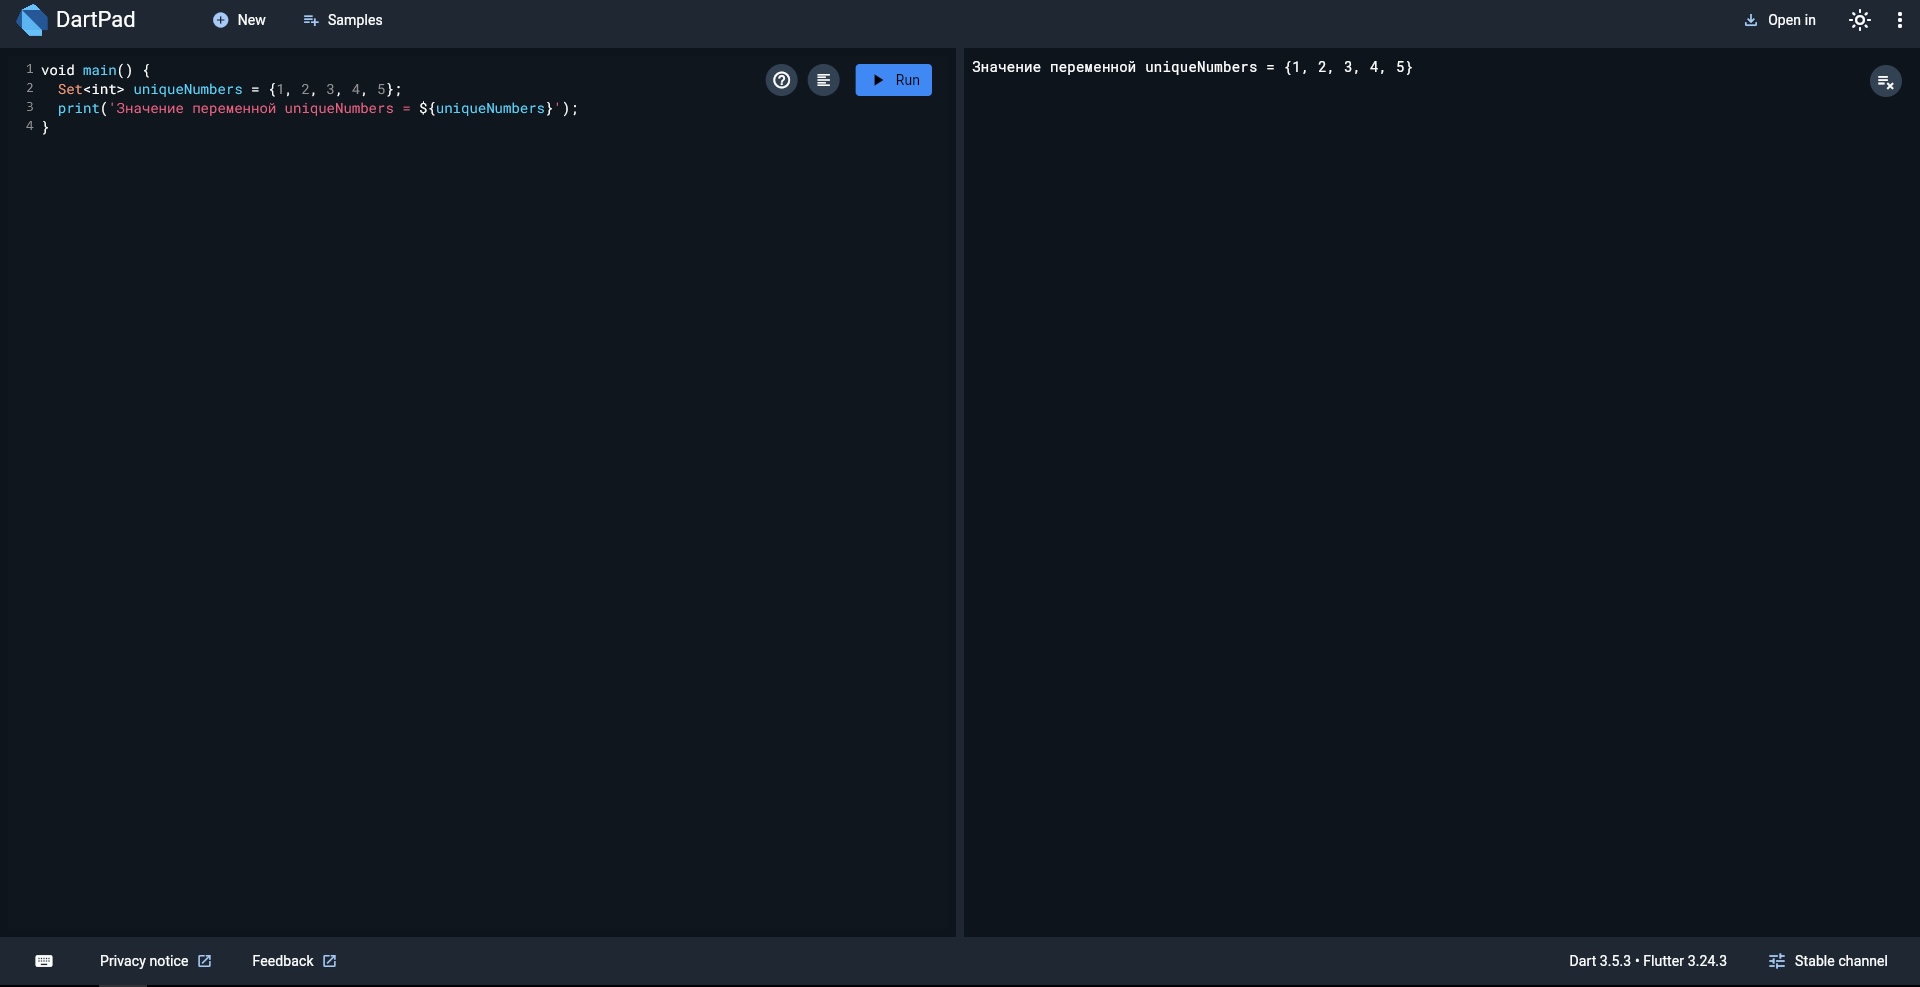 DartPad
New
Samples
Open in
1 void main() {
2   Set<int> uniqueNumbers = {1, 2, 3, 4, 5};
3   print('Значение переменной uniqueNumbers = ${uniqueNumbers}');
4 }
Run
Значение переменной uniqueNumbers = {1, 2, 3, 4, 5}
Privacy notice
Feedback
Dart 3.5.3 • Flutter 3.24.3
Stable channel